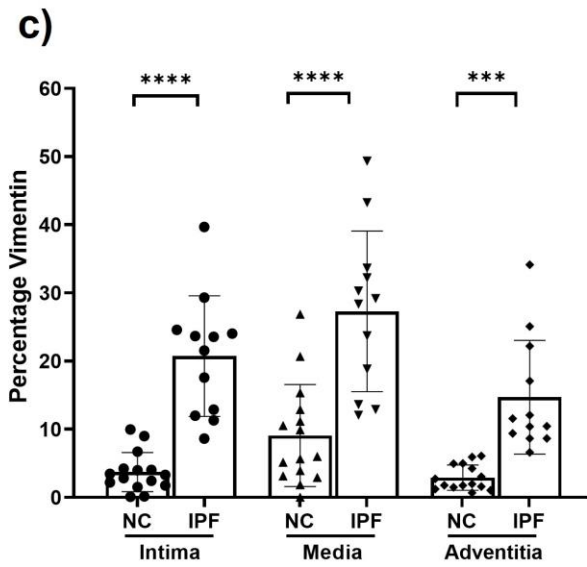 c)
**** **** ***
Percentage Vimentin
60
50
40
30
20
10
0
NC IPF NC IPF NC IPF
Intima Media Adventitia